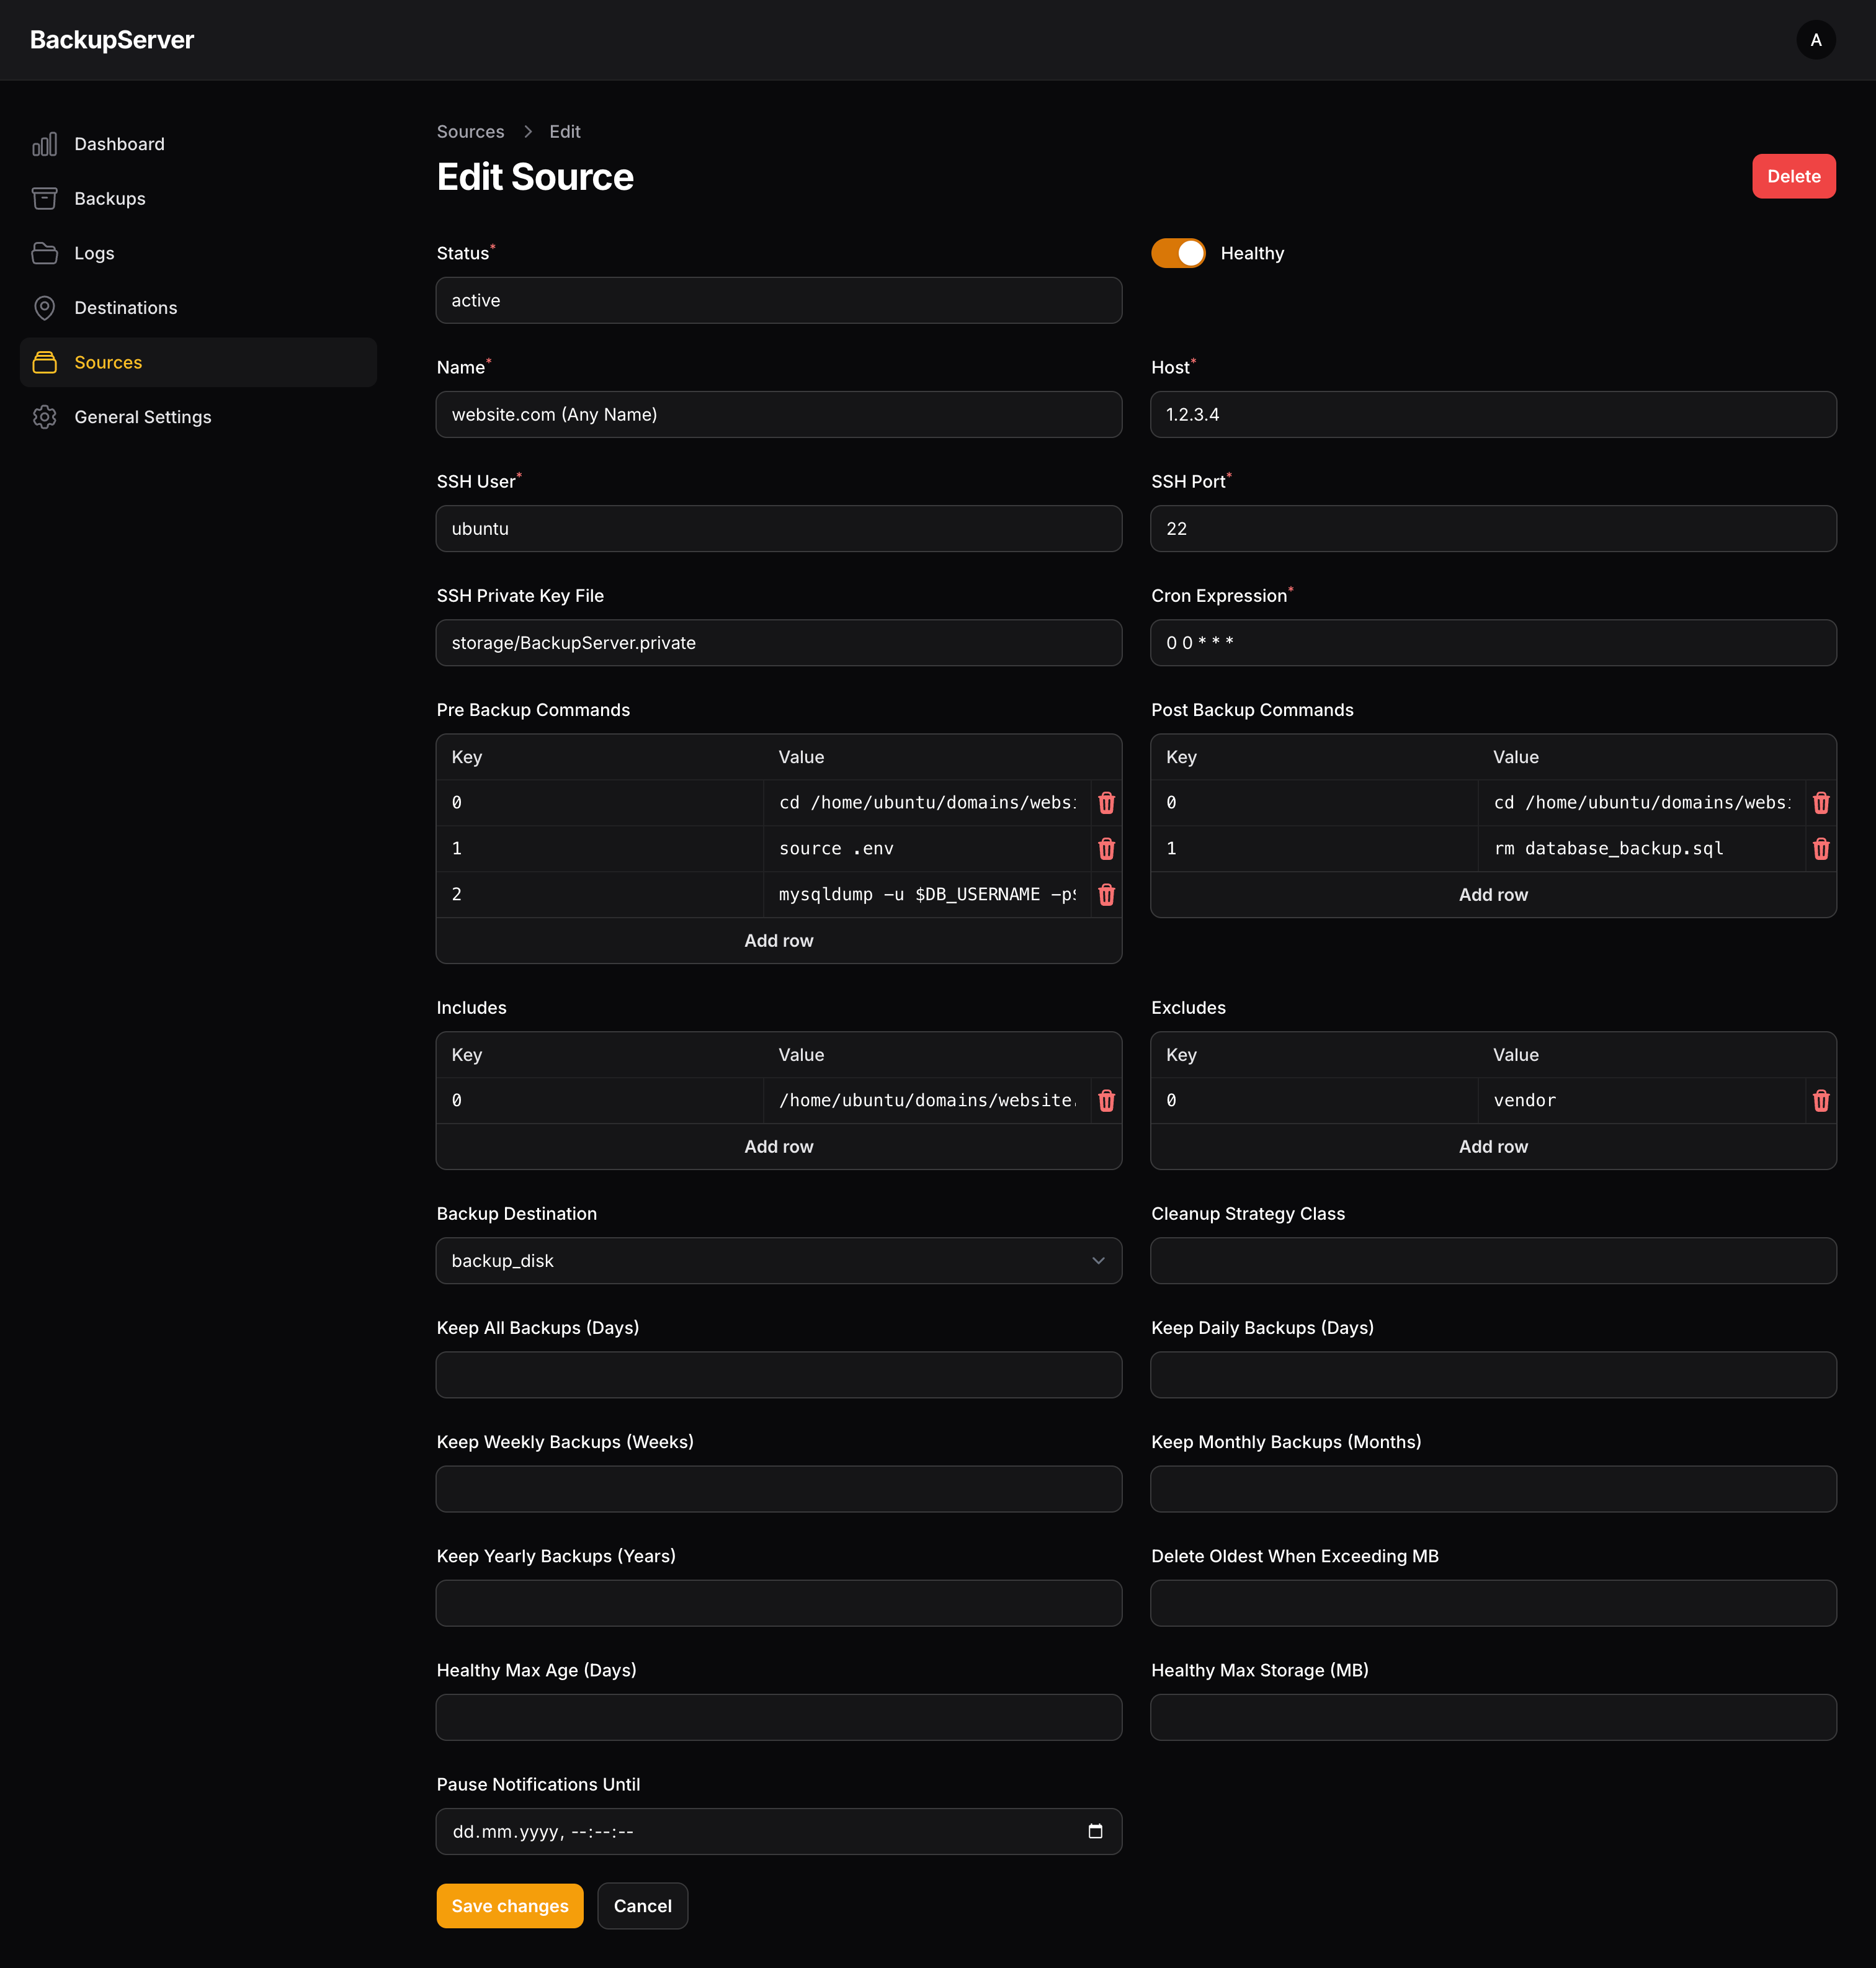 BackupServer
A
Dashboard
Backups
Logs
Destinations
Sources
General Settings
Sources > Edit
Edit Source
Delete
Status*
active
Healthy
Name*
website.com (Any Name)
Host*
1.2.3.4
SSH User*
ubuntu
SSH Port*
22
SSH Private Key File
storage/BackupServer.private
Cron Expression*
0 0 * * *
Pre Backup Commands
Key Value
0 cd /home/ubuntu/domains/webs
1 source .env
2 mysqldump -u $DB_USERNAME -p
Add row
Post Backup Commands
Key Value
0 cd /home/ubuntu/domains/webs
1 rm database_backup.sql
Add row
Includes
Key Value
0 /home/ubuntu/domains/website
Add row
Excludes
Key Value
0 vendor
Add row
Backup Destination
backup_disk
Cleanup Strategy Class
Keep All Backups (Days)
Keep Daily Backups (Days)
Keep Weekly Backups (Weeks)
Keep Monthly Backups (Months)
Keep Yearly Backups (Years)
Delete Oldest When Exceeding MB
Healthy Max Age (Days)
Healthy Max Storage (MB)
Pause Notifications Until
dd.mm.yyyy, --:--:--
Save changes
Cancel